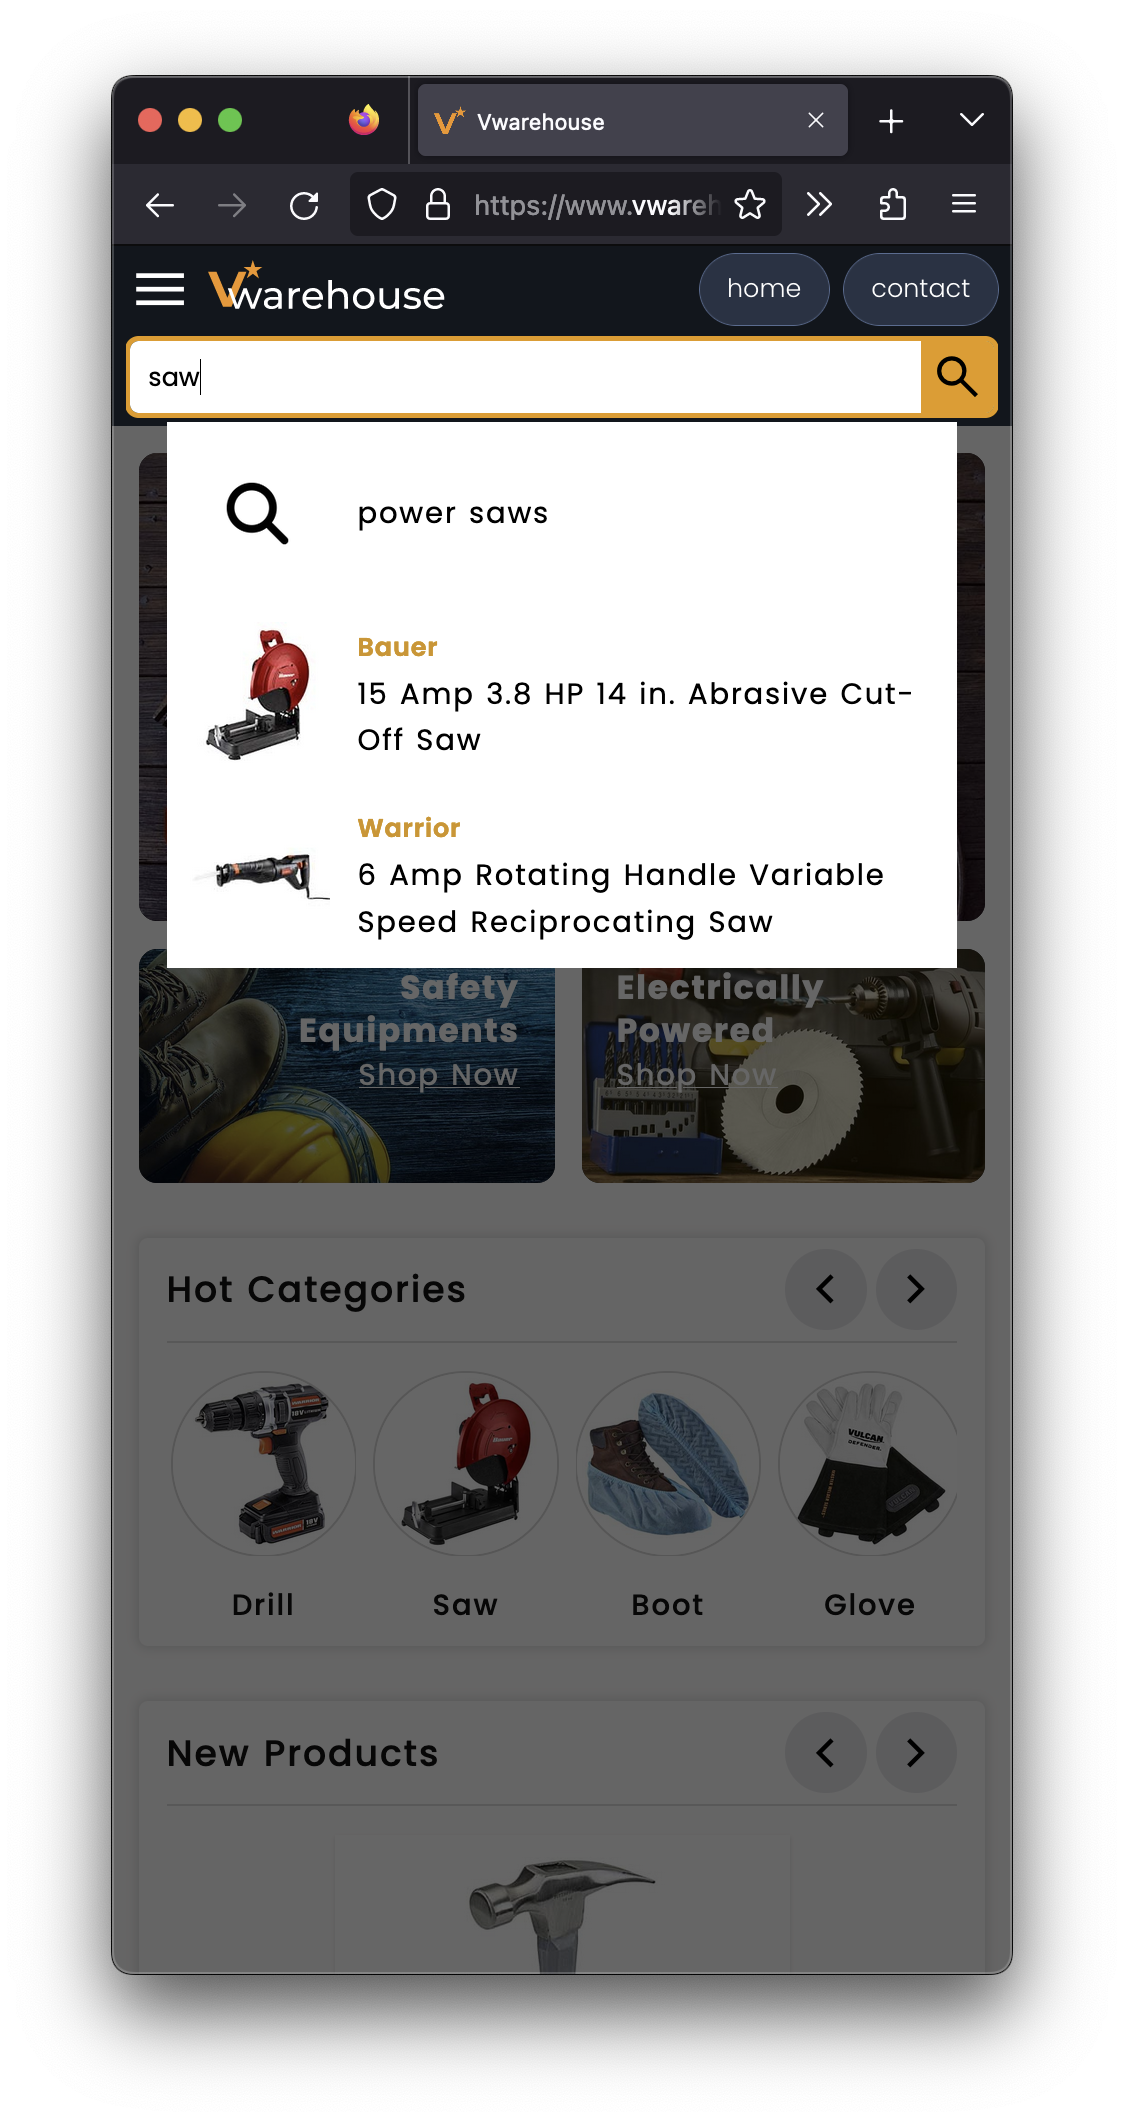 Vwarehouse
https://www.vwareh
Vwarehouse
home
contact
saw
power saws
Bauer
15 Amp 3.8 HP 14 in. Abrasive Cut-
Off Saw
Warrior
6 Amp Rotating Handle Variable
Speed Reciprocating Saw
Safety
Equipments
Shop Now
Electrically
Powered
Shop Now
Hot Categories
VULCAN
DEFENDER.
Drill
Saw
Boot
Glove
New Products